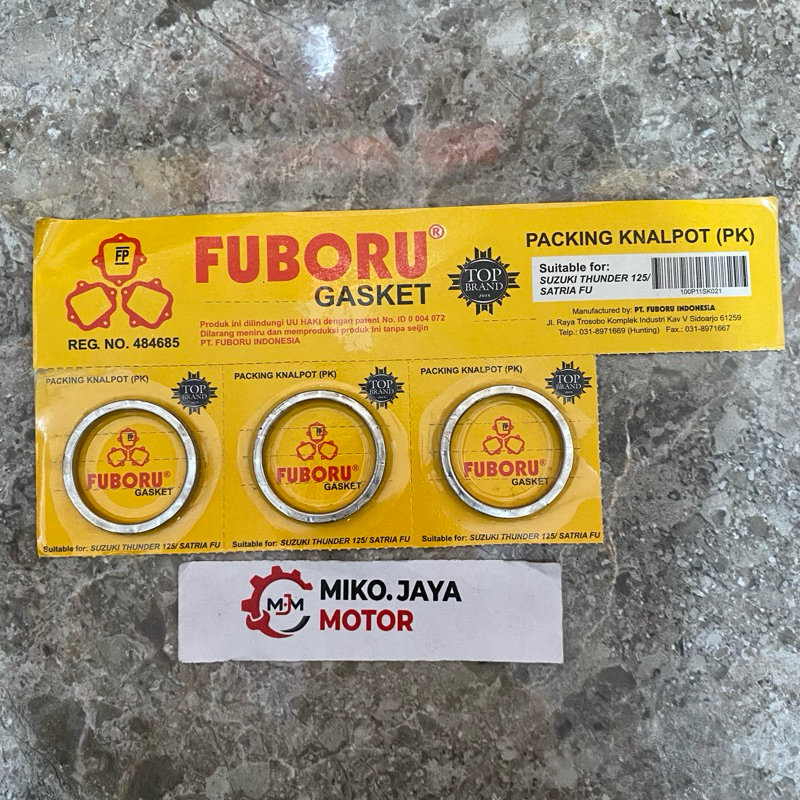 FP
FUBORU®
GASKET
REG. NO. 484685
Produk ini dilindungi UU HAKI dengan patent No. ID 0 004 072
Dilarang meniru dan memproduksi produk ini tanpa seijin
PT. FUBORU INDONESIA
TOP
BRAND
PACKING KNALPOT (PK)
Suitable for:
SUZUKI THUNDER 125/
SATRIA FU
100P11SK021
Manufactured by: PT. FUBORU INDONESIA
Jl. Raya Trosobo Komplek Industri Kav V Sidoarjo 61259
Telp.: 031-8971669 (Hunting) Fax.: 031-8971667
PACKING KNALPOT (PK)
TOP
BRAND
FP
FUBORU®
GASKET
Suitable for: SUZUKI THUNDER 125/ SATRIA FU
PACKING KNALPOT (PK)
TOP
BRAND
FP
FUBORU®
GASKET
Suitable for: SUZUKI THUNDER 125/ SATRIA FU
PACKING KNALPOT (PK)
TOP
BRAND
FP
FUBORU®
GASKET
Suitable for: SUZUKI THUNDER 125/ SATRIA FU
MJM
MIKO.JAYA
MOTOR